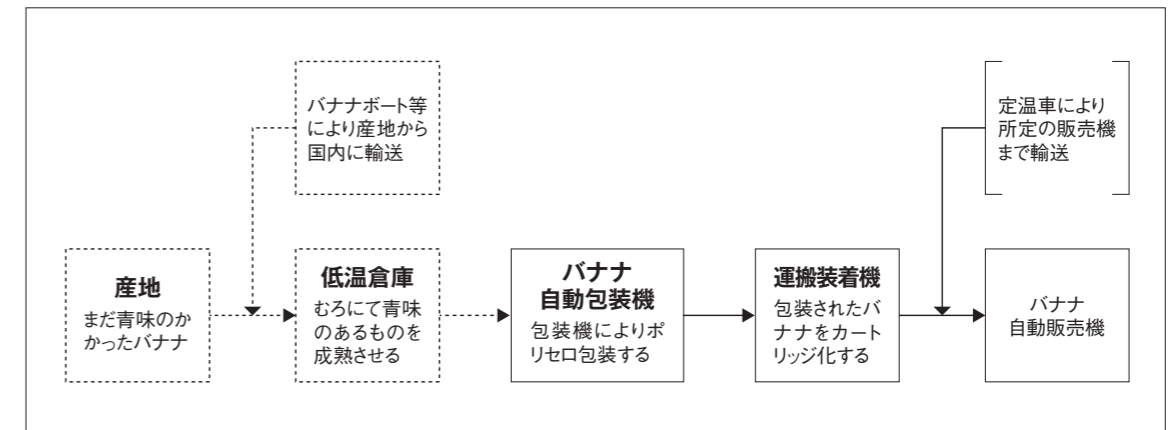 バナナボート等
により産地から
国内に輸送
定温車により
所定の販売機
まで輸送
産地
まだ青味のか
かったバナナ
低温倉庫
むろにて青味
のあるものを
成熟させる
バナナ
自動包装機
包装機によりポ
リセロ包装する
運搬装着機
包装されたバ
ナナをカート
リッジ化する
バナナ
自動販売機